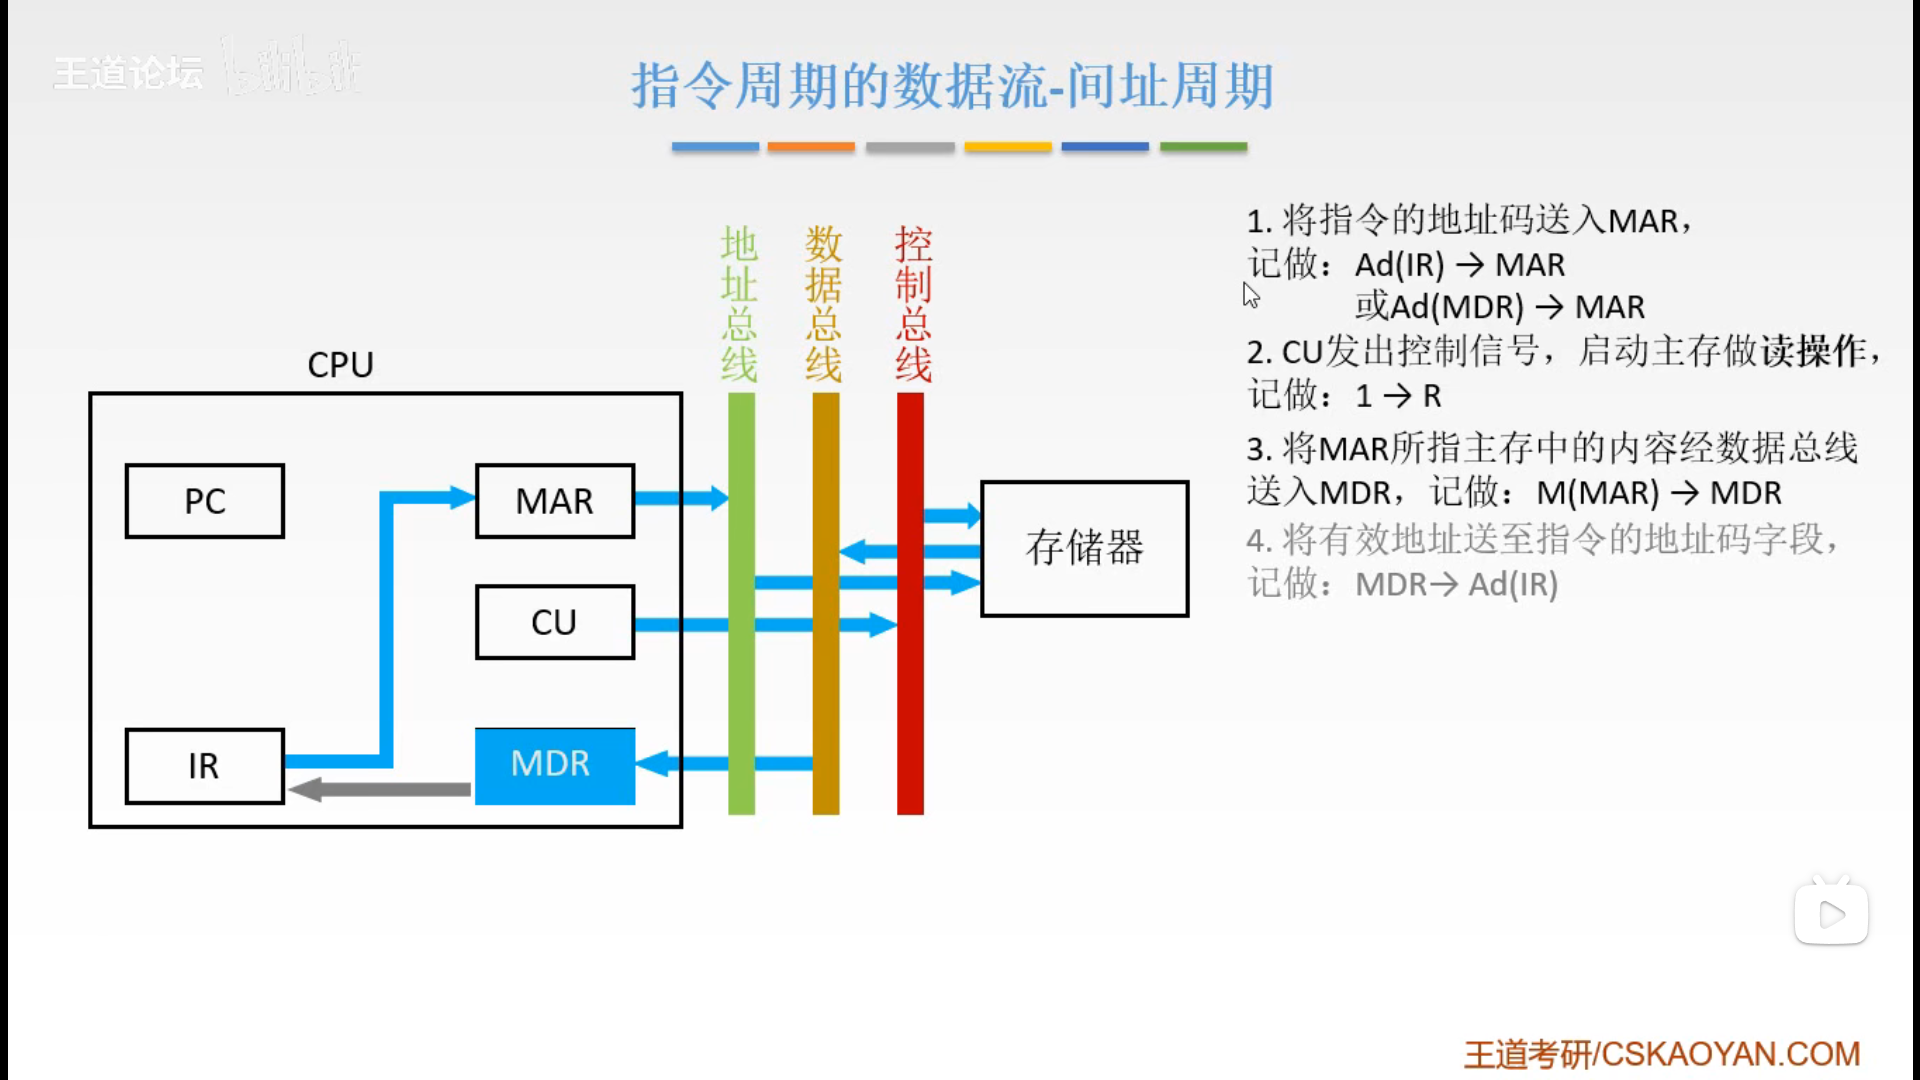 王道论坛 bilibili
指令周期的数据流-间址周期
地址总线
数据总线
控制总线
1. 将指令的地址码送入MAR，
记做：Ad(IR) → MAR
或Ad(MDR) → MAR
2. CU发出控制信号，启动主存做读操作，
记做：1 → R
3. 将MAR所指主存中的内容经数据总线
送入MDR，记做：M(MAR) → MDR
4. 将有效地址送至指令的地址码字段，
记做：MDR→ Ad(IR)
CPU
PC
MAR
CU
存储器
IR
MDR
王道考研/CSKAOYAN.COM